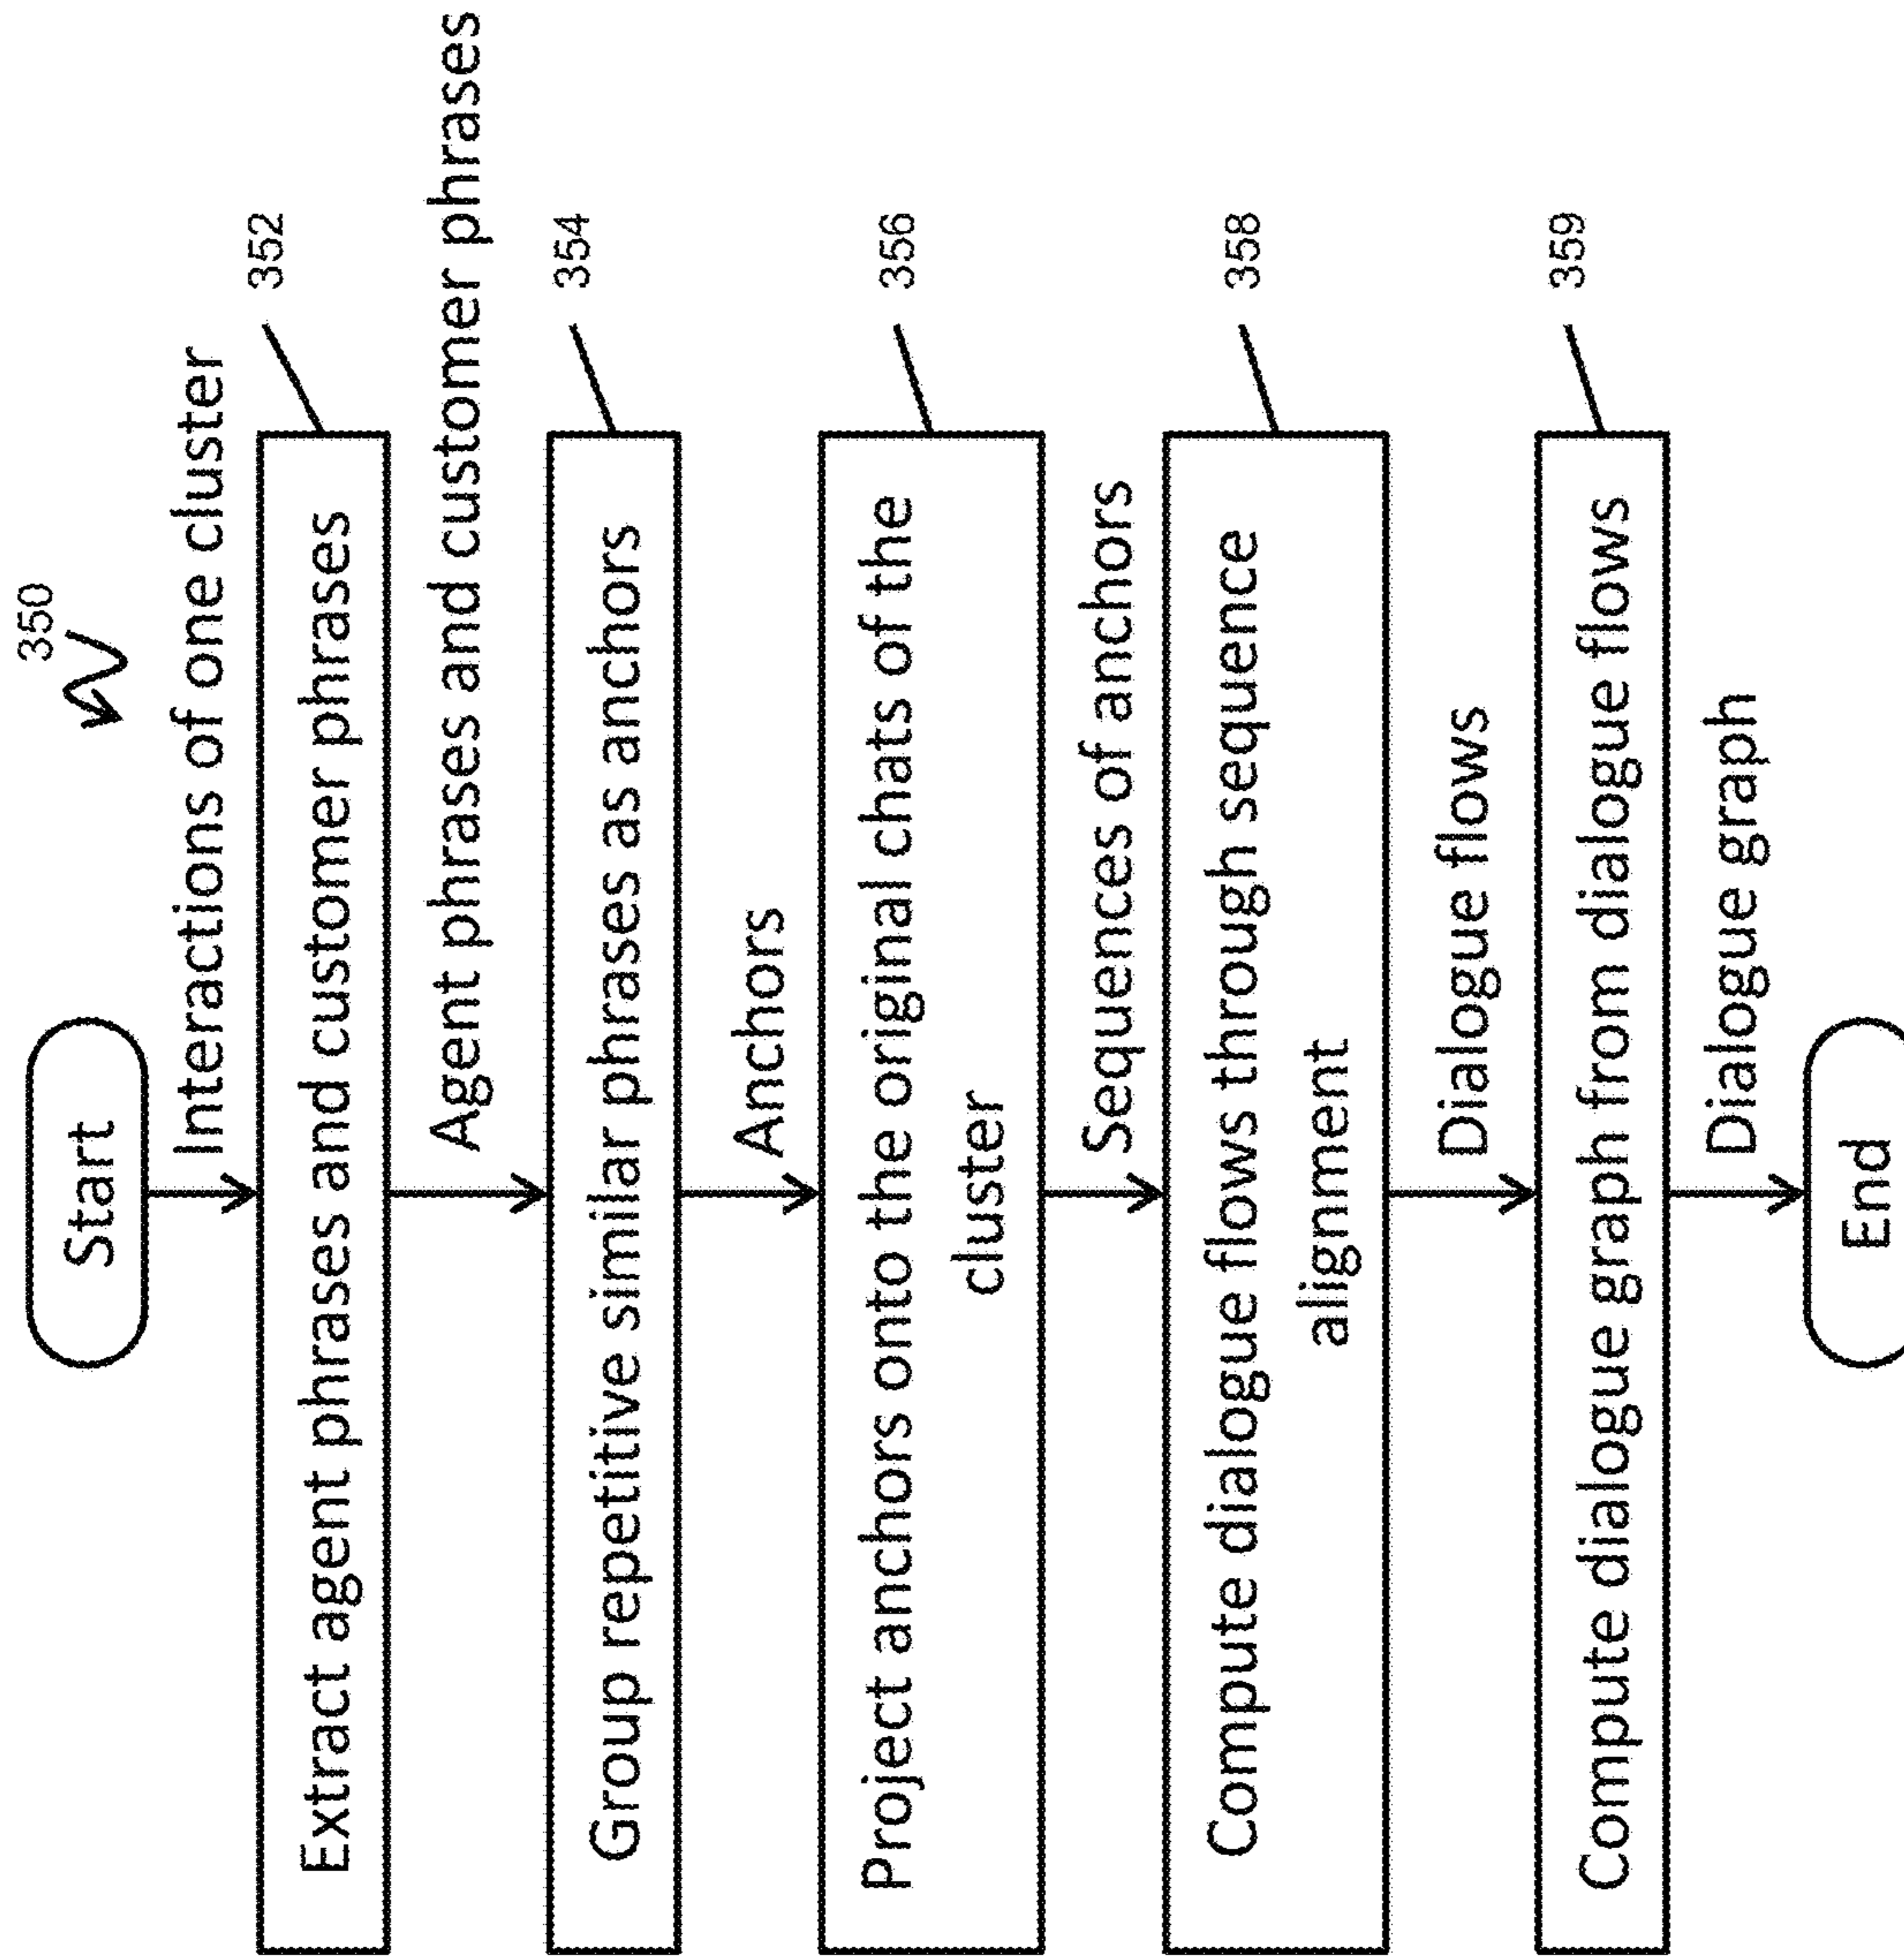 350
Start
Interactions of one cluster
352
Extract agent phrases and customer phrases
Agent phrases and customer phrases
354
Group repetitive similar phrases as anchors
Anchors
356
Project anchors onto the original chats of the
cluster
Sequences of anchors
358
Compute dialogue flows through sequence
alignment
Dialogue flows
359
Compute dialogue graph from dialogue flows
Dialogue graph
End